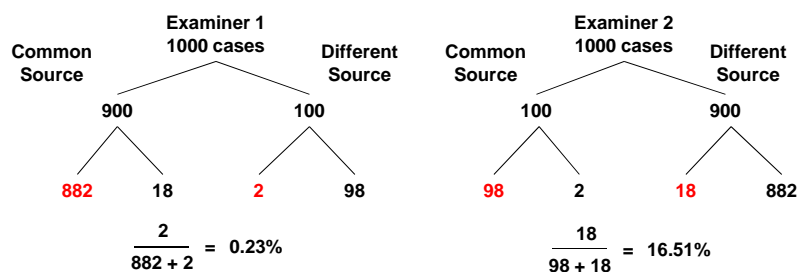 Examiner 1
1000 cases
Common
Source
Different
Source
900
100
882
18
2
98
2
882 + 2
= 0.23%
Examiner 2
1000 cases
Common
Source
Different
Source
100
900
98
2
18
882
18
98 + 18
= 16.51%